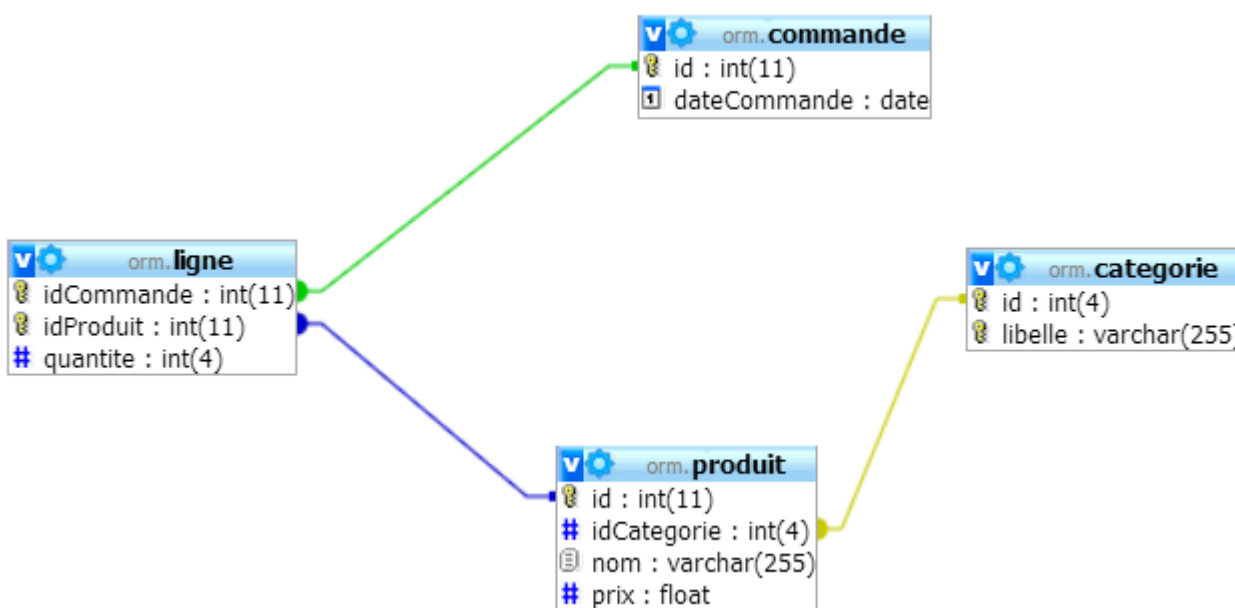 orm.commande
id : int(11)
dateCommande : date
orm.ligne
idCommande : int(11)
idProduit : int(11)
# quantite : int(4)
orm.categorie
id : int(4)
libelle : varchar(255)
orm.produit
id : int(11)
# idCategorie : int(4)
nom : varchar(255)
# prix : float